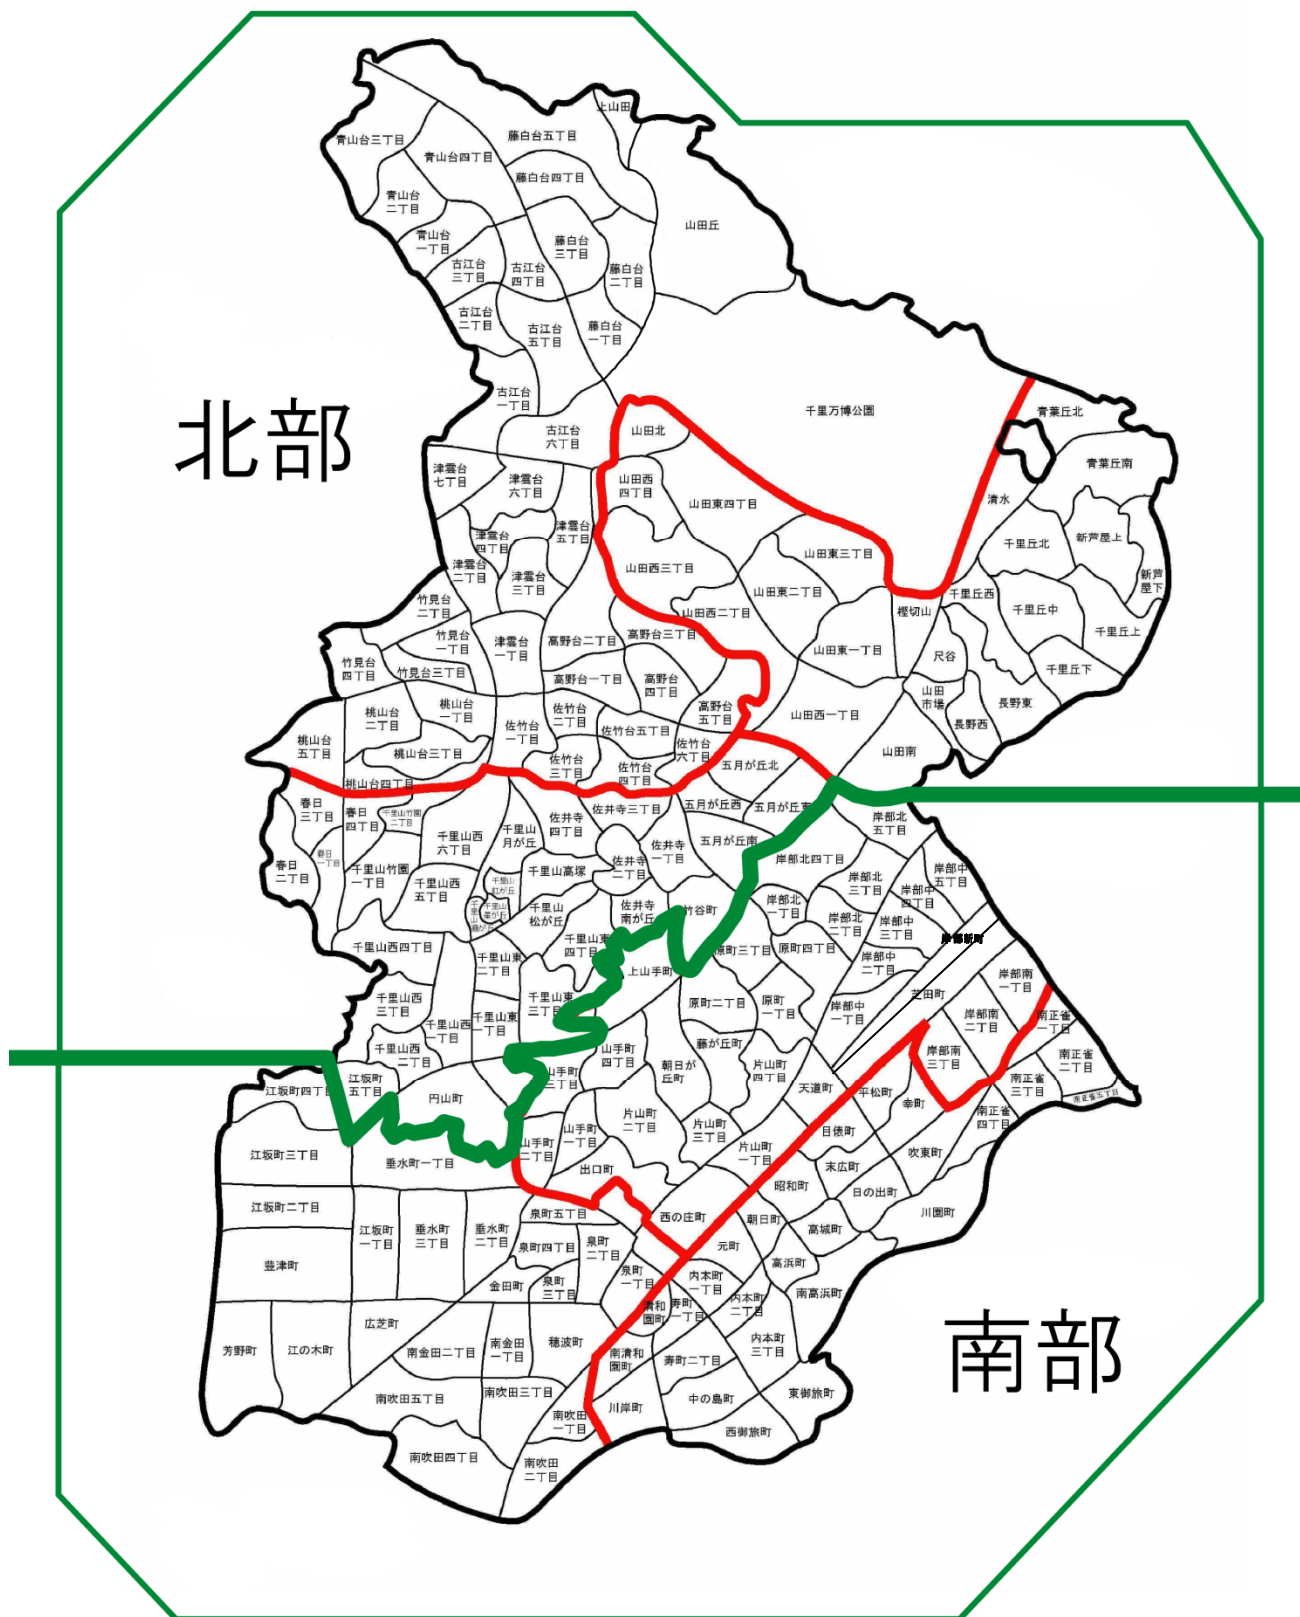 上山田
青山台三丁目
藤白台五丁目
青山台四丁目
藤白台四丁目
青山台
二丁目
山田丘
青山台
一丁目
藤白台
三丁目
古江台
三丁目
古江台
四丁目
藤白台
二丁目
古江台
二丁目
古江台
五丁目
藤白台
一丁目
古江台
一丁目
千里万博公園
青葉丘北
北部
古江台
六丁目
山田北
青葉丘南
津雲台
七丁目
津雲台
六丁目
山田西
四丁目
山田東四丁目
清水
津雲台
五丁目
津雲台
四丁目
千里丘北
新芦屋上
山田東三丁目
津雲台
二丁目
津雲台
三丁目
山田西三丁目
山田東二丁目
新芦
屋下
竹見台
二丁目
山田西二丁目
樫切山
千里丘西
千里丘中
千里丘上
竹見台
一丁目
津雲台
一丁目
高野台二丁目
高野台三丁目
山田東一丁目
尺谷
千里丘下
竹見台
四丁目
竹見台三丁目
高野台一丁目
高野台
四丁目
山田
市場
長野東
長野西
桃山台
二丁目
桃山台
一丁目
佐竹台
二丁目
高野台
五丁目
山田西一丁目
佐竹台
一丁目
佐竹台五丁目
桃山台
五丁目
桃山台三丁目
佐竹台
三丁目
佐竹台
四丁目
佐竹台
六丁目
山田南
桃山台四丁目
五月が丘北
春日
三丁目
春日
四丁目
千里山竹園
二丁目
佐井寺三丁目
五月が丘西
五月が丘東
岸部北
五丁目
千里山西
六丁目
千里山
月が丘
佐井寺
四丁目
佐井寺
一丁目
五月が丘南
春日
一丁目
春日
二丁目
千里山竹園
一丁目
千里山西
五丁目
千里山高塚
佐井寺
二丁目
岸部北四丁目
岸部北
三丁目
岸部中
五丁目
岸部中
四丁目
千里山
虹が丘
千里山
星が丘
千里山霧が丘
千里山
松が丘
佐井寺
南が丘
竹谷町
岸部北
一丁目
岸部北
二丁目
岸部中
三丁目
岸部新町
千里山西四丁目
千里山東
四丁目
千里山東
二丁目
原町三丁目
原町四丁目
岸部中
二丁目
上山手町
岸部南
一丁目
千里山西
三丁目
千里山東
三丁目
原町二丁目
原町
一丁目
岸部中
一丁目
芝田町
千里山西
一丁目
千里山東
一丁目
岸部南
二丁目
南正雀
一丁目
千里山西
二丁目
山手町
四丁目
藤が丘町
朝日が
丘町
片山町
四丁目
岸部南
三丁目
南正雀
二丁目
江坂町四丁目
江坂町
五丁目
円山町
山手町
三丁目
天道町
平松町
幸町
南正雀
三丁目
南正雀五丁目
南正雀
四丁目
片山町
二丁目
片山町
三丁目
目俵町
江坂町三丁目
垂水町一丁目
山手町
二丁目
山手町
一丁目
片山町
一丁目
吹東町
出口町
末広町
昭和町
日の出町
江坂町二丁目
泉町五丁目
西の庄町
川園町
江坂町
一丁目
垂水町
三丁目
垂水町
二丁目
朝日町
高城町
泉町四丁目
泉町
二丁目
元町
高浜町
豊津町
泉町
一丁目
金田町
泉町
三丁目
内本町
一丁目
南高浜町
清和
園町
寿町
一丁目
内本町
二丁目
広芝町
南部
芳野町
江の木町
南金田二丁目
南金田
一丁目
穂波町
南清和
園町
寿町二丁目
内本町
三丁目
南吹田五丁目
南吹田三丁目
中の島町
東御旅町
南吹田
一丁目
川岸町
西御旅町
南吹田四丁目
南吹田
二丁目